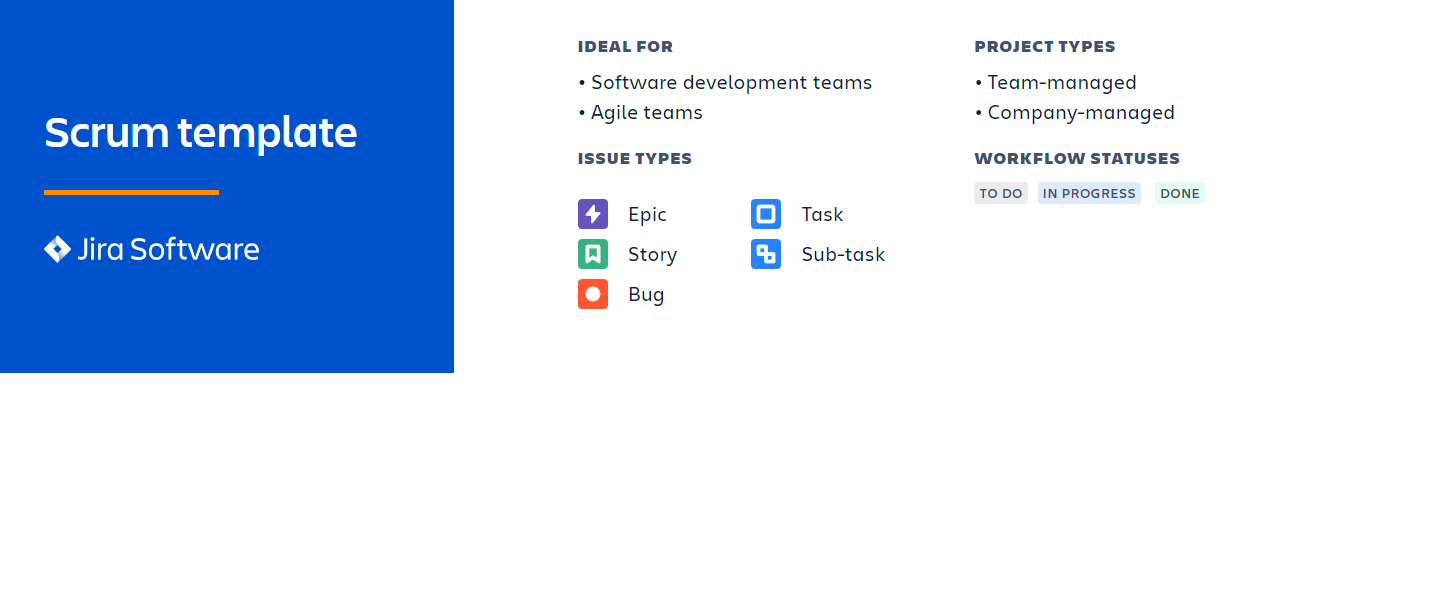 Scrum template
Jira Software
IDEAL FOR
• Software development teams
• Agile teams
ISSUE TYPES
Epic
Task
Story
Sub-task
Bug
PROJECT TYPES
• Team-managed
• Company-managed
WORKFLOW STATUSES
TO DO IN PROGRESS DONE